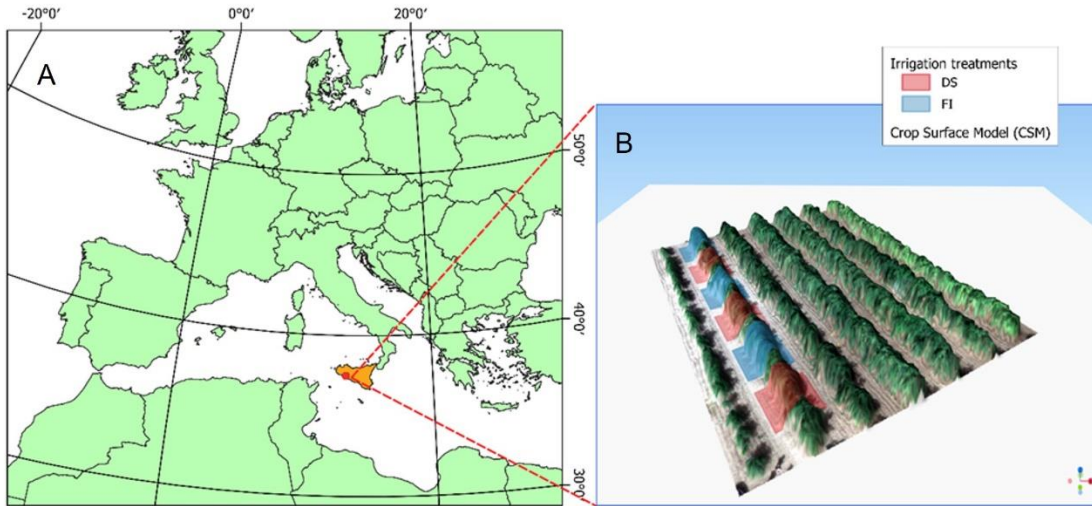 -20°0′
0°0′
20°0′
A
50°0′
40°0′
30°0′
Irrigation treatments
DS
FI
Crop Surface Model (CSM)
B